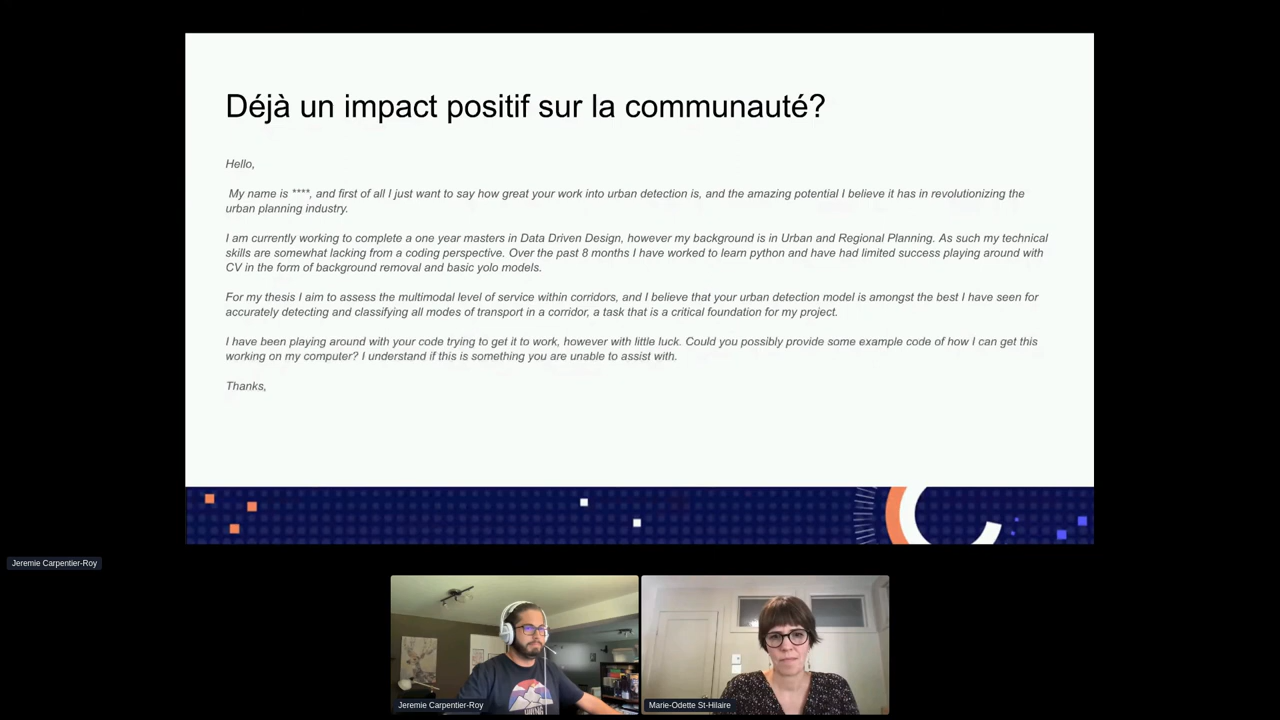 Déjà un impact positif sur la communauté?
Hello,
My name is ****, and first of all I just want to say how great your work into urban detection is, and the amazing potential I believe it has in revolutionizing the
urban planning industry.
I am currently working to complete a one year masters in Data Driven Design, however my background is in Urban and Regional Planning. As such my technical
skills are somewhat lacking from a coding perspective. Over the past 8 months I have worked to learn python and have had limited success playing around with
CV in the form of background removal and basic yolo models.
For my thesis I aim to assess the multimodal level of service within corridors, and I believe that your urban detection model is amongst the best I have seen for
accurately detecting and classifying all modes of transport in a corridor, a task that is a critical foundation for my project.
I have been playing around with your code trying to get it to work, however with little luck. Could you possibly provide some example code of how I can get this
working on my computer? I understand if this is something you are unable to assist with.
Thanks,
Jeremie Carpentier-Roy
Jeremie Carpentier-Roy
Marie-Odette St-Hilaire